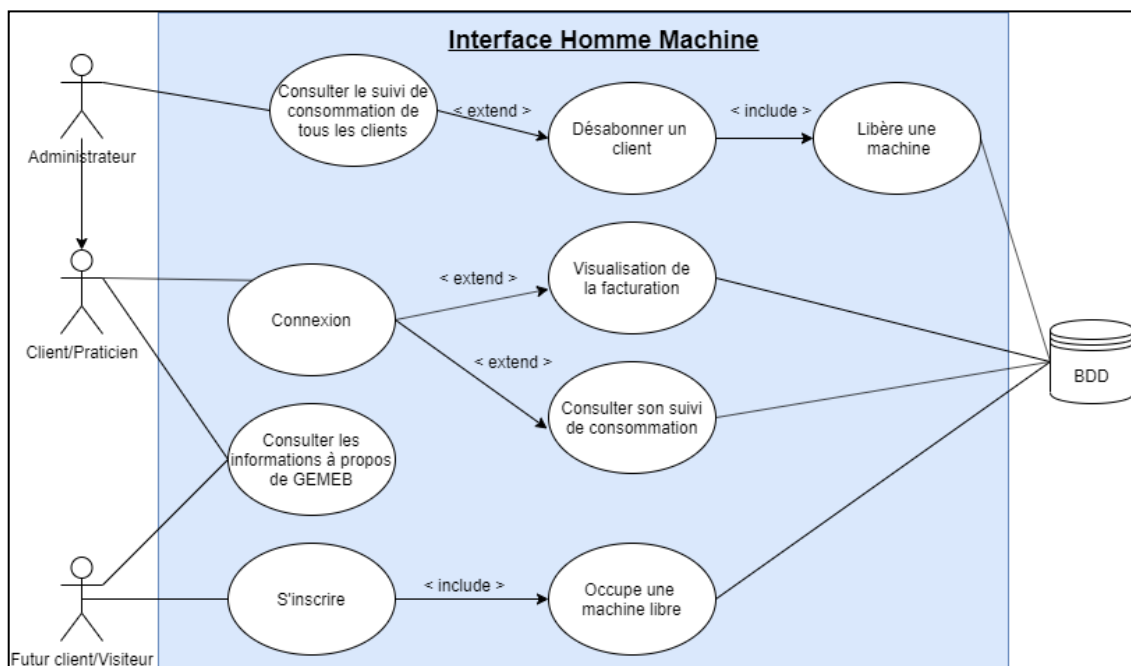 Interface Homme Machine
Administrateur
Consulter le suivi de
consommation de
tous les clients
< extend >
Désabonner un
client
< include >
Libère une
machine
Client/Praticien
Connexion
< extend >
Visualisation de
la facturation
< extend >
Consulter son suivi
de consommation
BDD
Consulter les
informations à propos
de GEMEB
Futur client/Visiteur
S'inscrire
< include >
Occupe une
machine libre